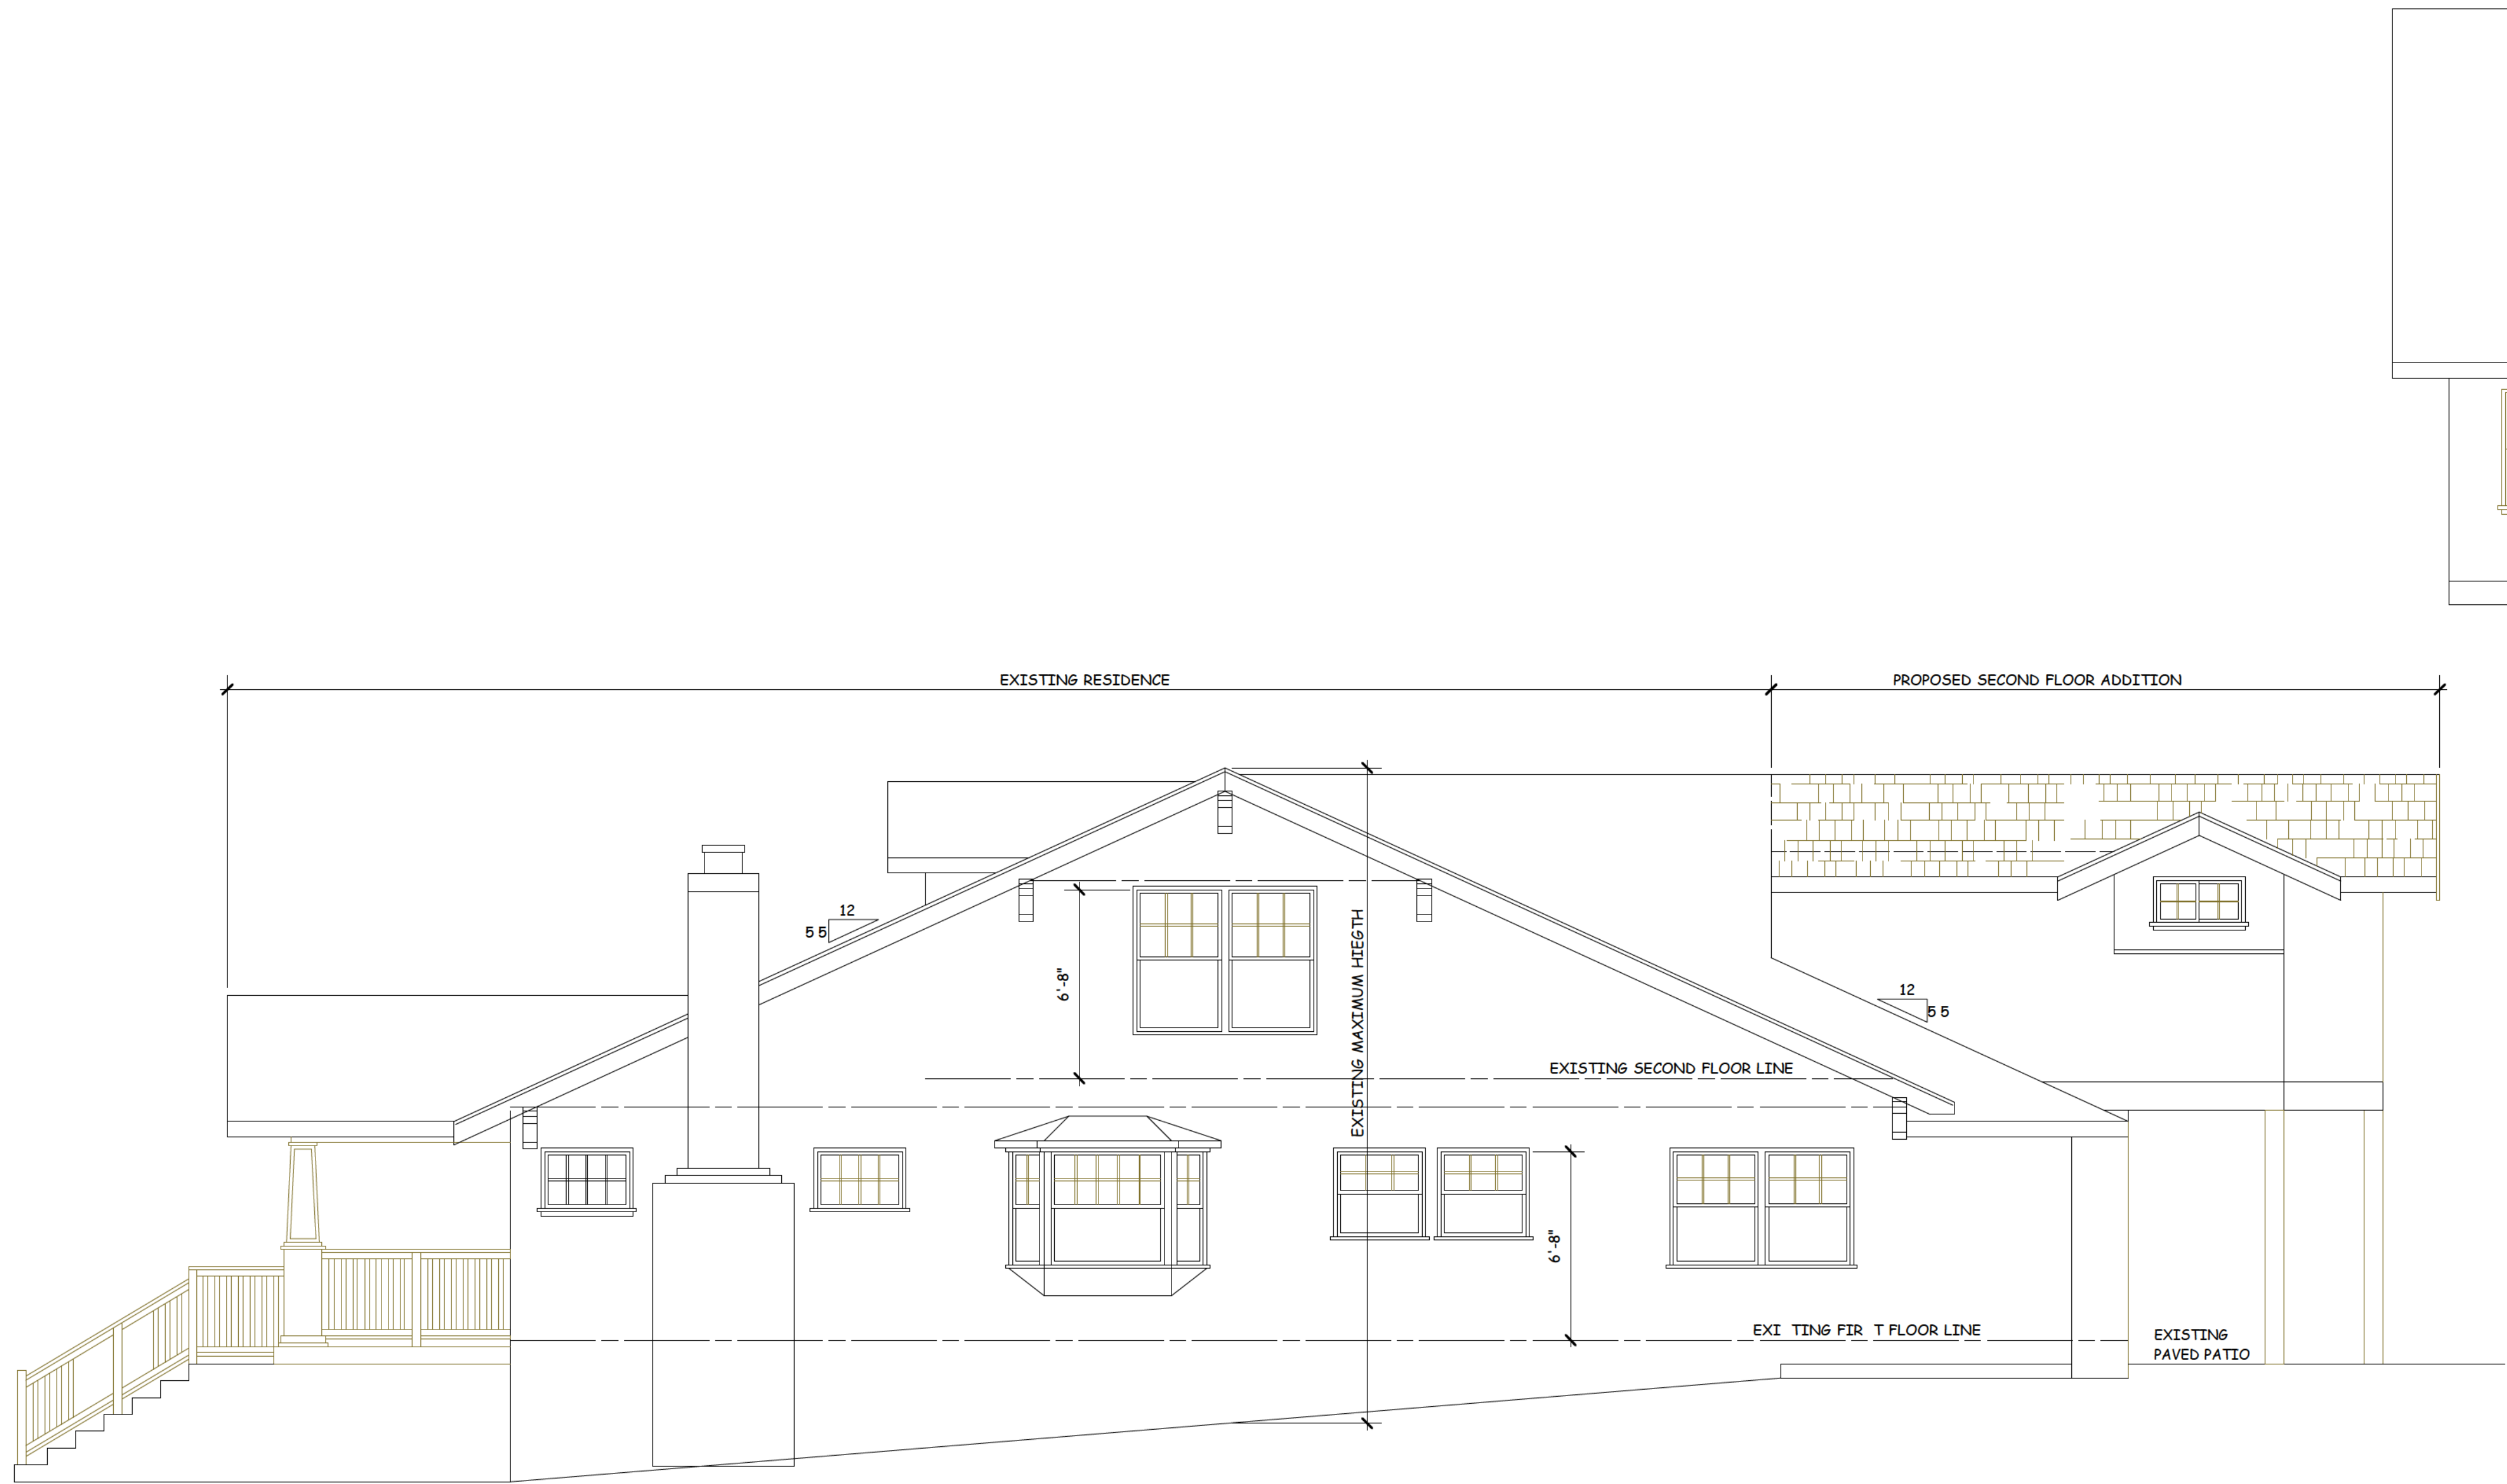 EXISTING RESIDENCE
PROPOSED SECOND FLOOR ADDITION
12
5 5
6'-8"
EXISTING MAXIMUM HIEGTH
12
5 5
EXISTING SECOND FLOOR LINE
6'-8"
EXI TING FIR T FLOOR LINE
EXISTING
PAVED PATIO